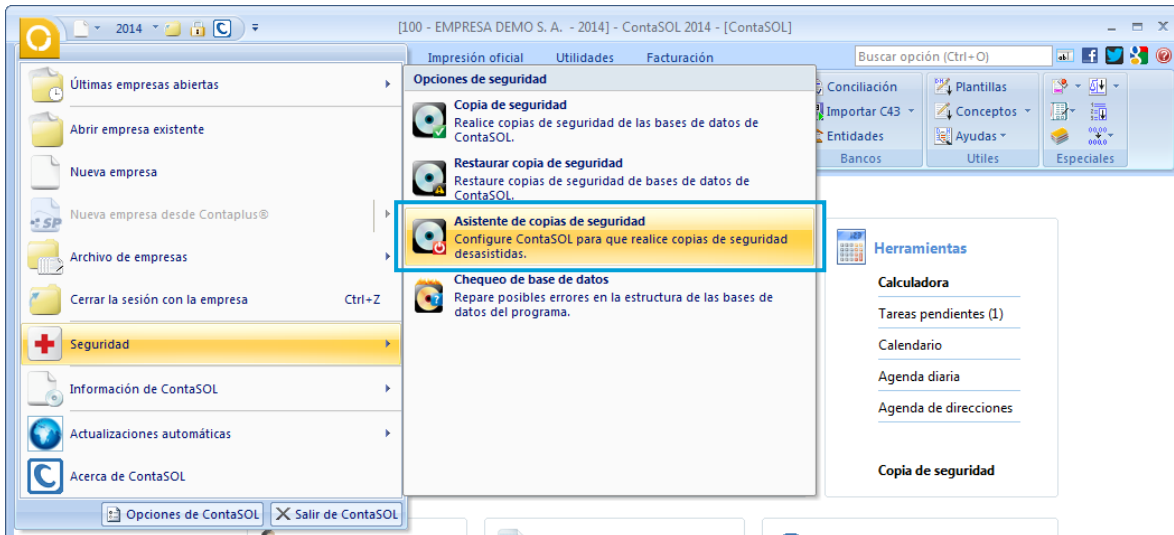 2014
[100 - EMPRESA DEMO S. A. - 2014] - ContaSOL 2014 - [ContaSOL]
Impresión oficial
Utilidades
Facturación
Buscar opción (Ctrl+O)
Últimas empresas abiertas
Abrir empresa existente
Nueva empresa
Nueva empresa desde Contaplus®
Archivo de empresas
Cerrar la sesión con la empresa Ctrl+Z
Seguridad
Información de ContaSOL
Actualizaciones automáticas
Acerca de ContaSOL
Opciones de ContaSOL
Salir de ContaSOL
Opciones de seguridad
Copia de seguridad
Realice copias de seguridad de las bases de datos de
ContaSOL.
Restaurar copia de seguridad
Restaure copias de seguridad de bases de datos de
ContaSOL.
Asistente de copias de seguridad
Configure ContaSOL para que realice copias de seguridad
desasistidas.
Chequeo de base de datos
Repare posibles errores en la estructura de las bases de
datos del programa.
Conciliación
Importar C43
Entidades
Bancos
Plantillas
Conceptos
Ayudas
Utiles
Especiales
Herramientas
Calculadora
Tareas pendientes (1)
Calendario
Agenda diaria
Agenda de direcciones
Copia de seguridad